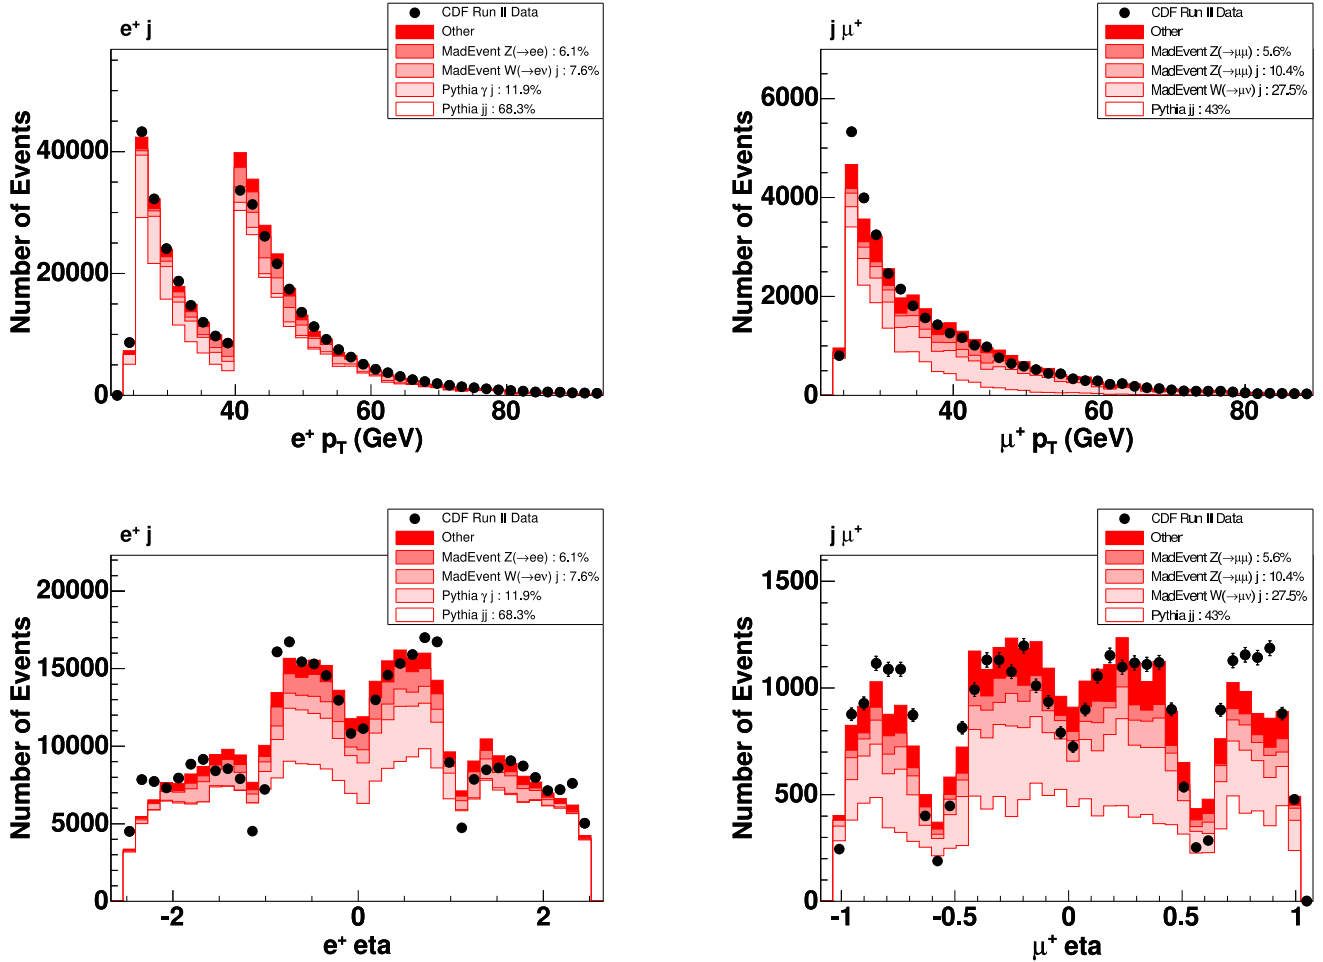 e+ j
CDF Run II Data
Other
MadEvent Z(→ee) : 6.1%
MadEvent W(→eν) j : 7.6%
Pythia γ j : 11.9%
Pythia jj : 68.3%
Number of Events
40000
20000
0
40
60
80
e+ pT (GeV)
j μ+
CDF Run II Data
Other
MadEvent Z(→μμ) : 5.6%
MadEvent Z(→μμ) j : 10.4%
MadEvent W(→μν) j : 27.5%
Pythia jj : 43%
Number of Events
6000
4000
2000
0
40
60
80
μ+ pT (GeV)
e+ j
CDF Run II Data
Other
MadEvent Z(→ee) : 6.1%
MadEvent W(→eν) j : 7.6%
Pythia γ j : 11.9%
Pythia jj : 68.3%
Number of Events
20000
15000
10000
5000
0
-2
0
2
e+ eta
j μ+
CDF Run II Data
Other
MadEvent Z(→μμ) : 5.6%
MadEvent Z(→μμ) j : 10.4%
MadEvent W(→μν) j : 27.5%
Pythia jj : 43%
Number of Events
1500
1000
500
0
-1
-0.5
0
0.5
1
μ+ eta